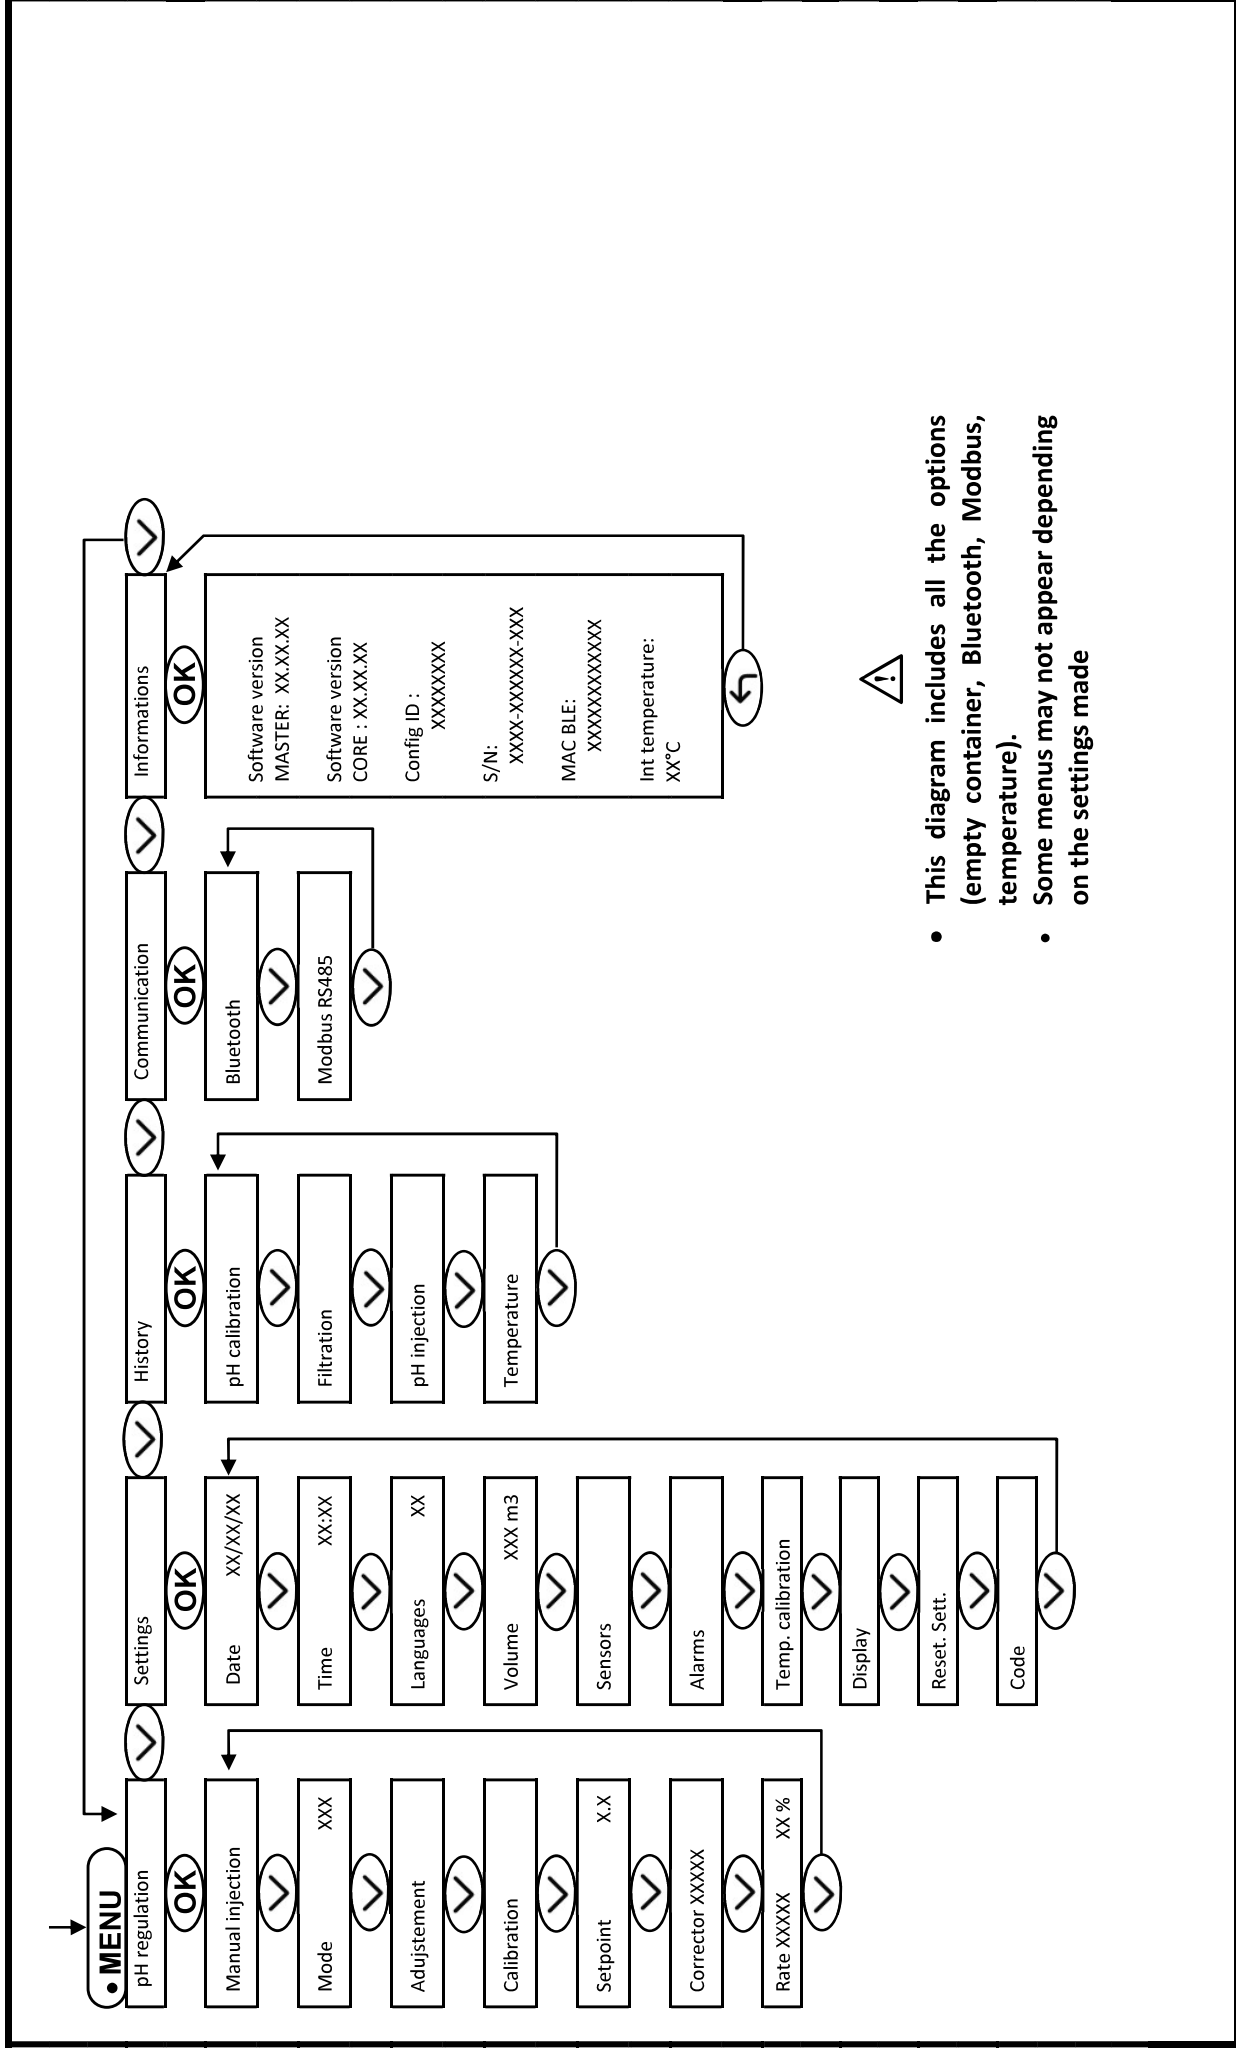 • MENU
pH regulation
OK
Manual injection
Mode XXX
Adujstement
Calibration
Setpoint X.X
Corrector XXXXX
Rate XXXXX XX %
Settings
OK
Date XX/XX/XX
Time XX:XX
Languages XX
Volume XXX m3
Sensors
Alarms
Temp. calibration
Display
Reset. Sett.
Code
History
OK
pH calibration
Filtration
pH injection
Temperature
Communication
OK
Bluetooth
Modbus RS485
Informations
OK
Software version
MASTER: XX.XX.XX
Software version
CORE : XX.XX.XX
Config ID :
XXXXXXXX
S/N:
XXXX-XXXXXX-XXX
MAC BLE:
XXXXXXXXXXXX
Int temperature:
XX°C
• This diagram includes all the options
(empty container, Bluetooth, Modbus,
temperature).
• Some menus may not appear depending
on the settings made